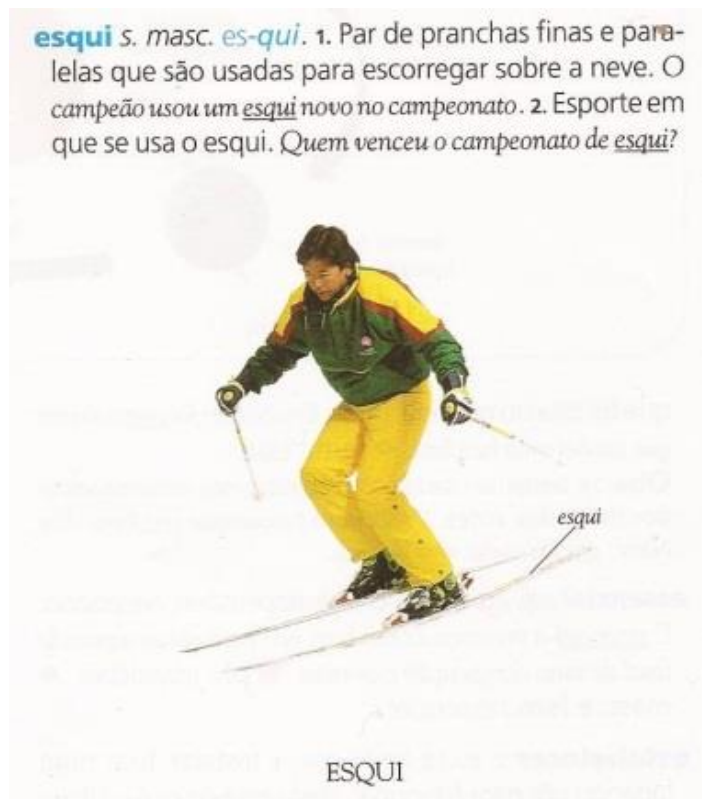 esqui s. masc. es-qui. 1. Par de pranchas finas e para-
lelas que são usadas para escorregar sobre a neve. O
campeão usou um esqui novo no campeonato. 2. Esporte em
que se usa o esqui. Quem venceu o campeonato de esqui?
esqui
ESQUI